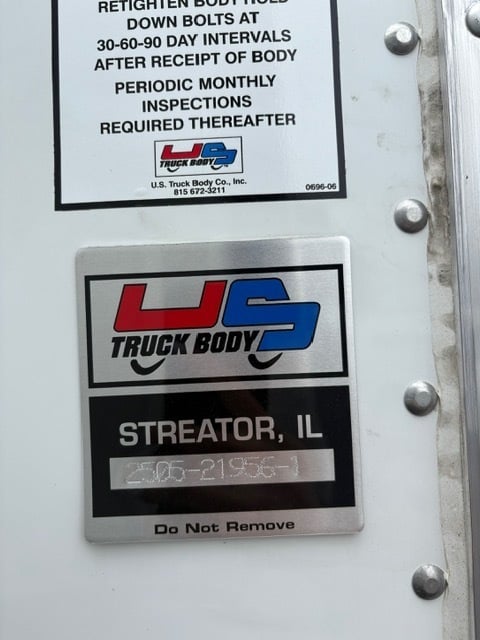 RETIGHTEN BODY HOLD
DOWN BOLTS AT
30-60-90 DAY INTERVALS
AFTER RECEIPT OF BODY
PERIODIC MONTHLY
INSPECTIONS
REQUIRED THEREAFTER
US
TRUCK BODY
U.S. Truck Body Co., Inc.
815 672-3211
0696-06
US
TRUCK BODY
STREATOR, IL
2505-21956-1
Do Not Remove